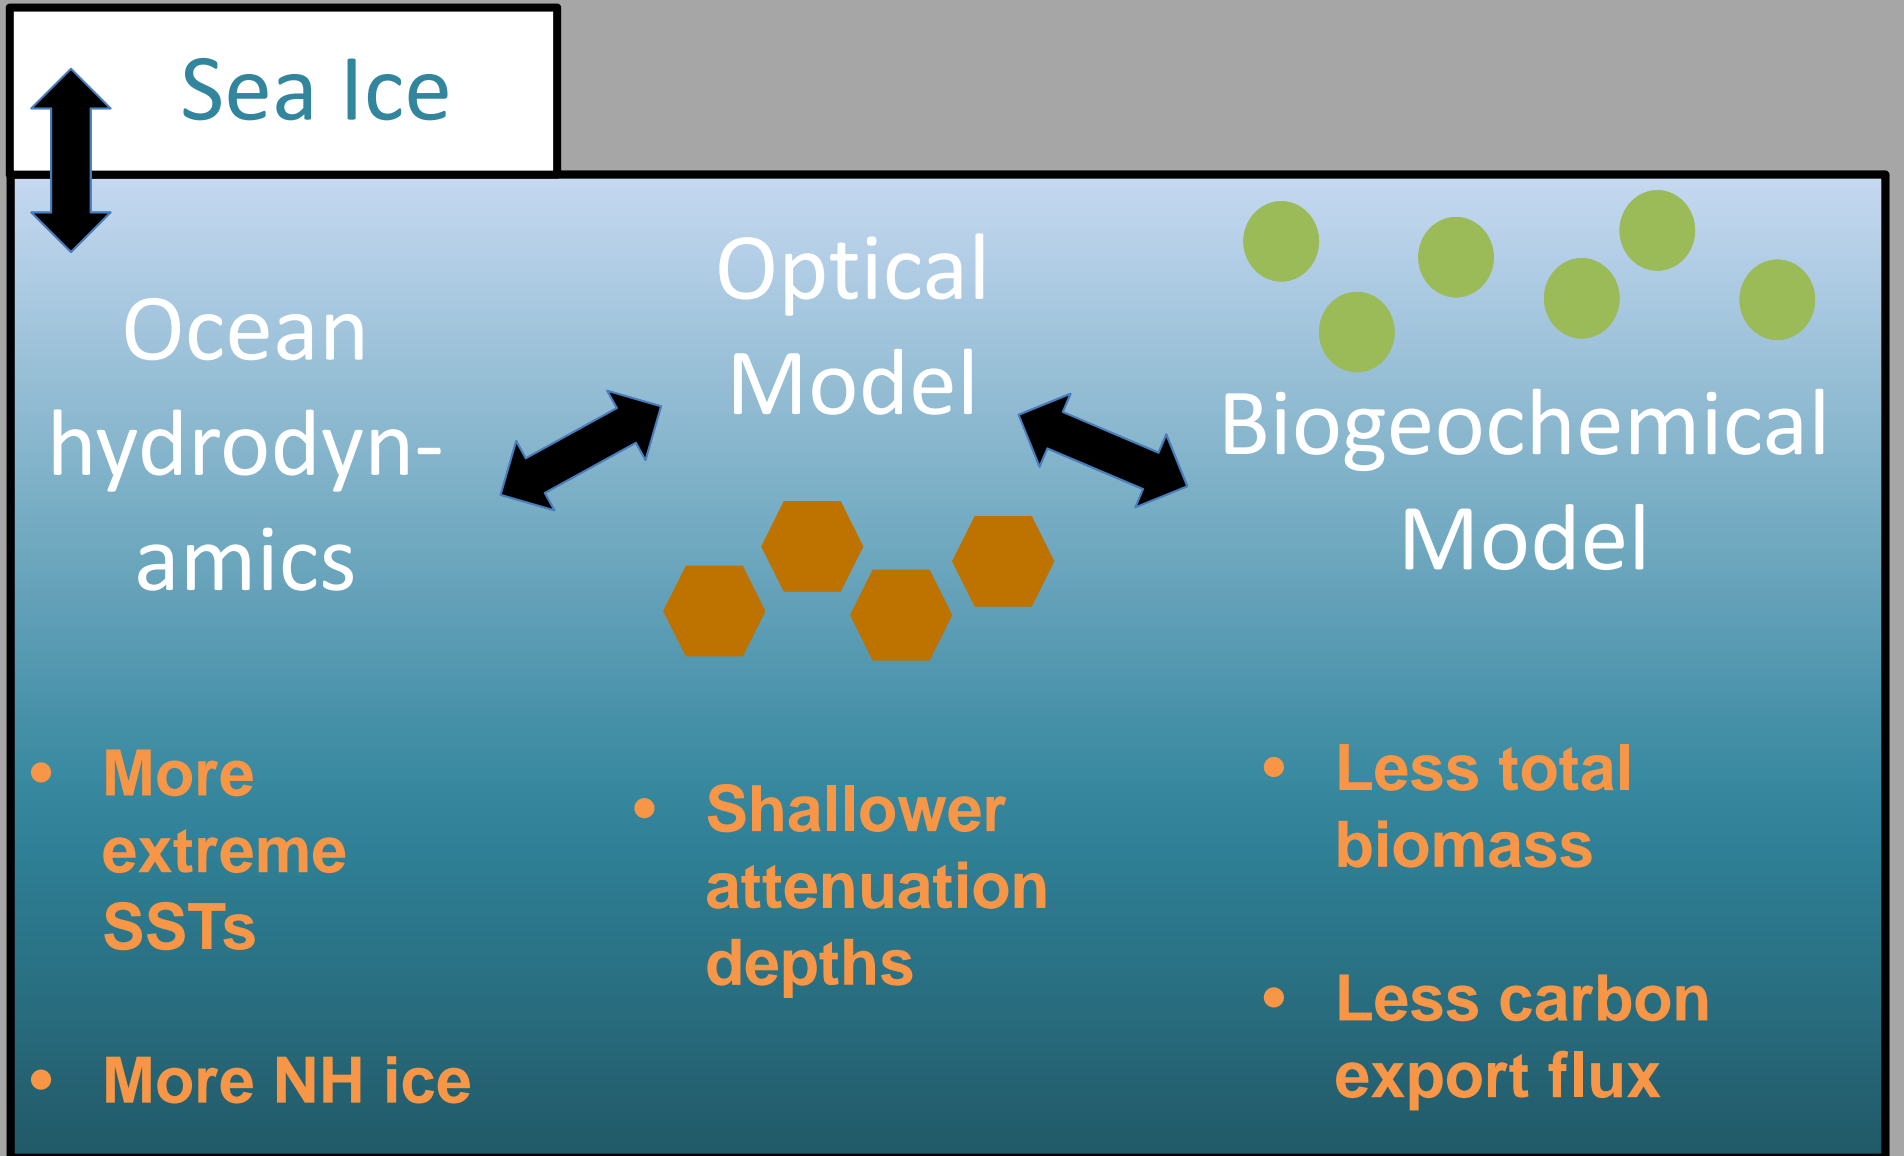 Sea Ice
Ocean
hydrodyn-
amics
Optical
Model
Biogeochemical
Model
• More
extreme
SSTs
• More NH ice
• Shallower
attenuation
depths
• Less total
biomass
• Less carbon
export flux